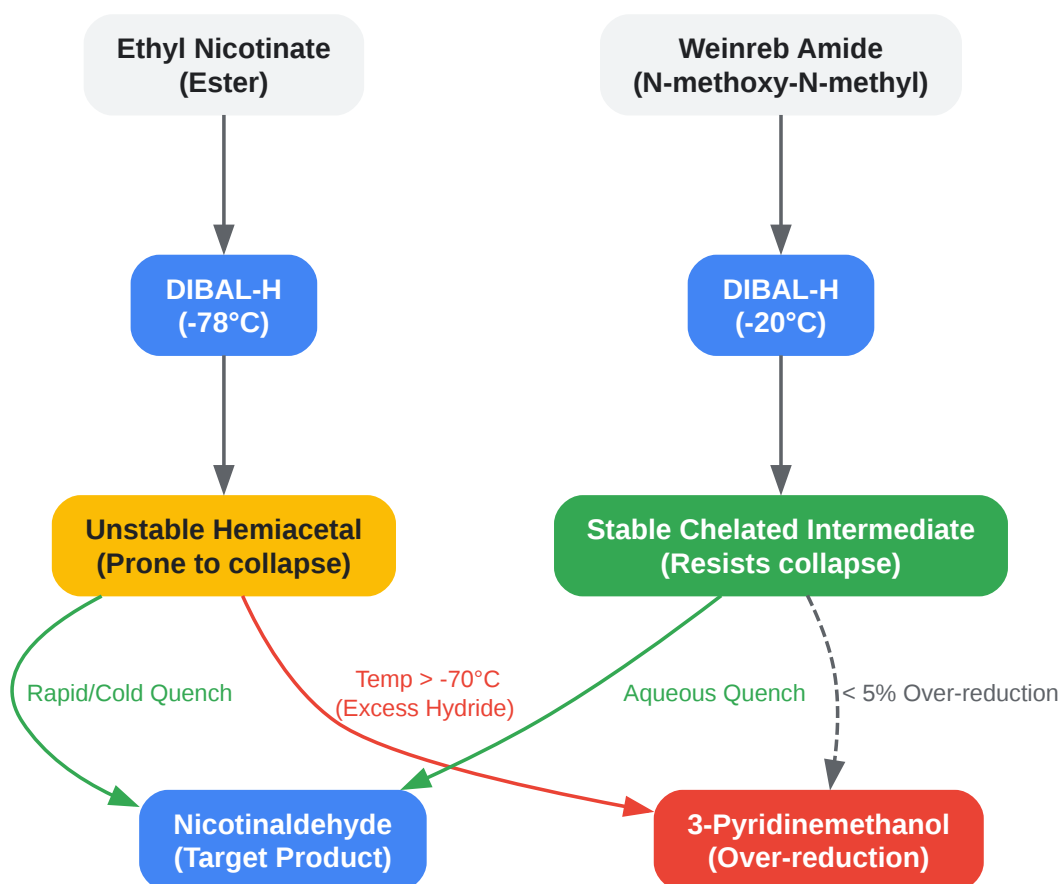 Ethyl Nicotinate
(Ester)
Weinreb Amide
(N-methoxy-N-methyl)
DIBAL-H
(-78°C)
DIBAL-H
(-20°C)
Unstable Hemiacetal
(Prone to collapse)
Stable Chelated Intermediate
(Resists collapse)
Rapid/Cold Quench
Temp > -70°C
(Excess Hydride)
Aqueous Quench
< 5% Over-reduction
Nicotinaldehyde
(Target Product)
3-Pyridinemethanol
(Over-reduction)